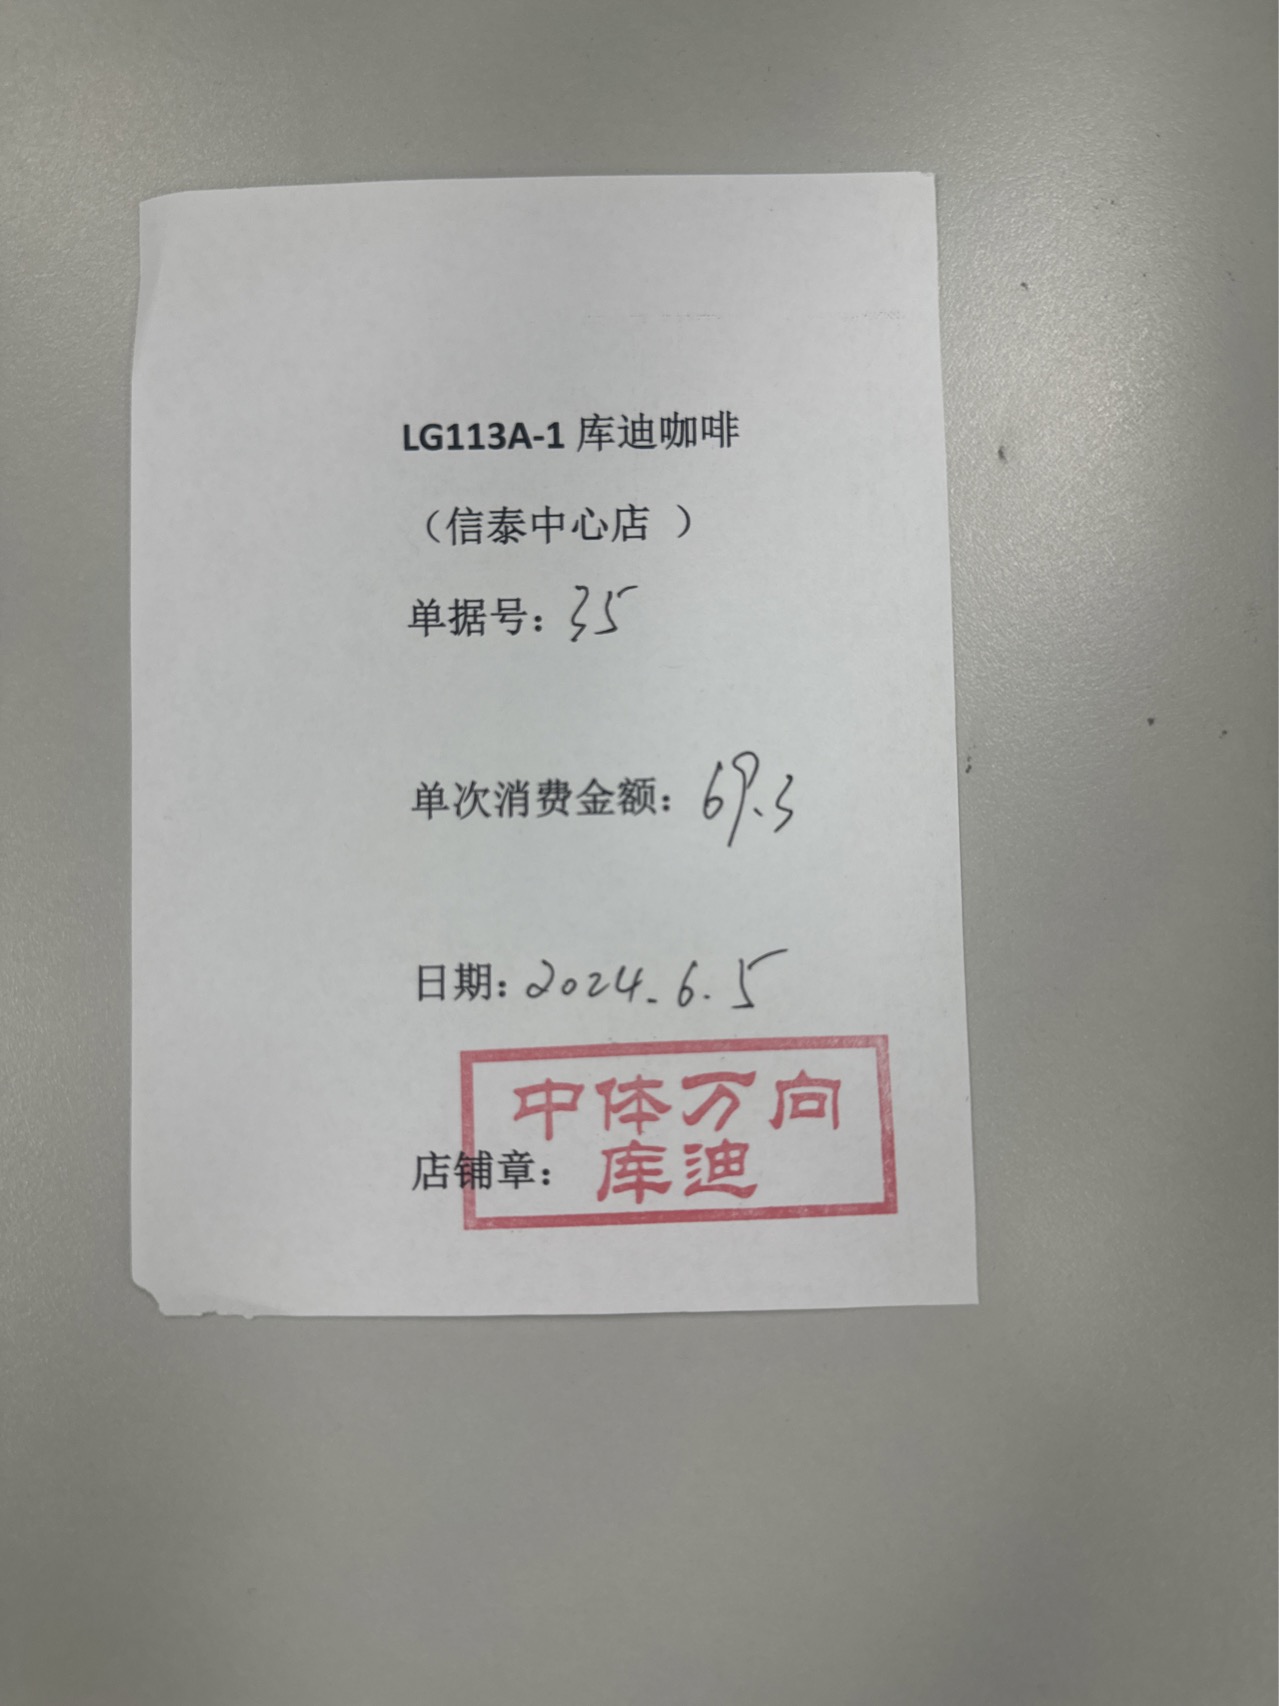 LG113A-1 库迪咖啡
（信泰中心店 ）
单据号：35
单次消费金额：69.3
日期：2024.6.5
中体万向
店铺章：库迪